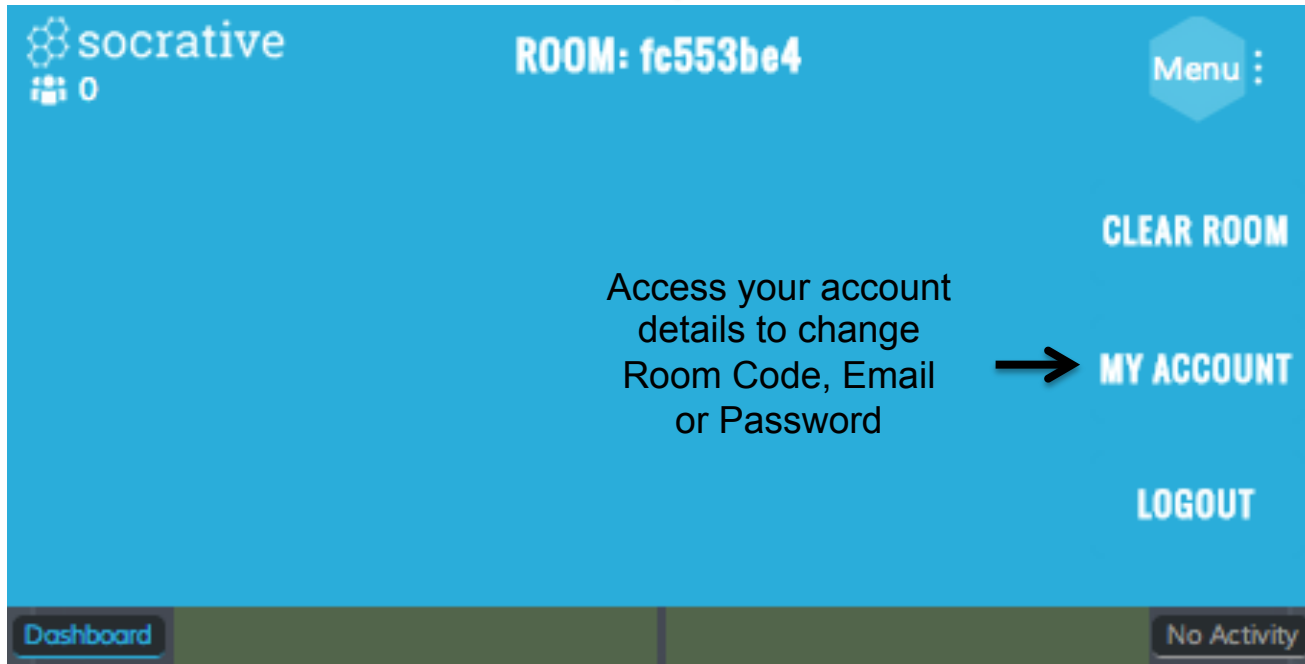 socrative
ROOM: fc553be4
Menu
0
CLEAR ROOM
Access your account
details to change
Room Code, Email
or Password
MY ACCOUNT
LOGOUT
Dashboard
No Activity